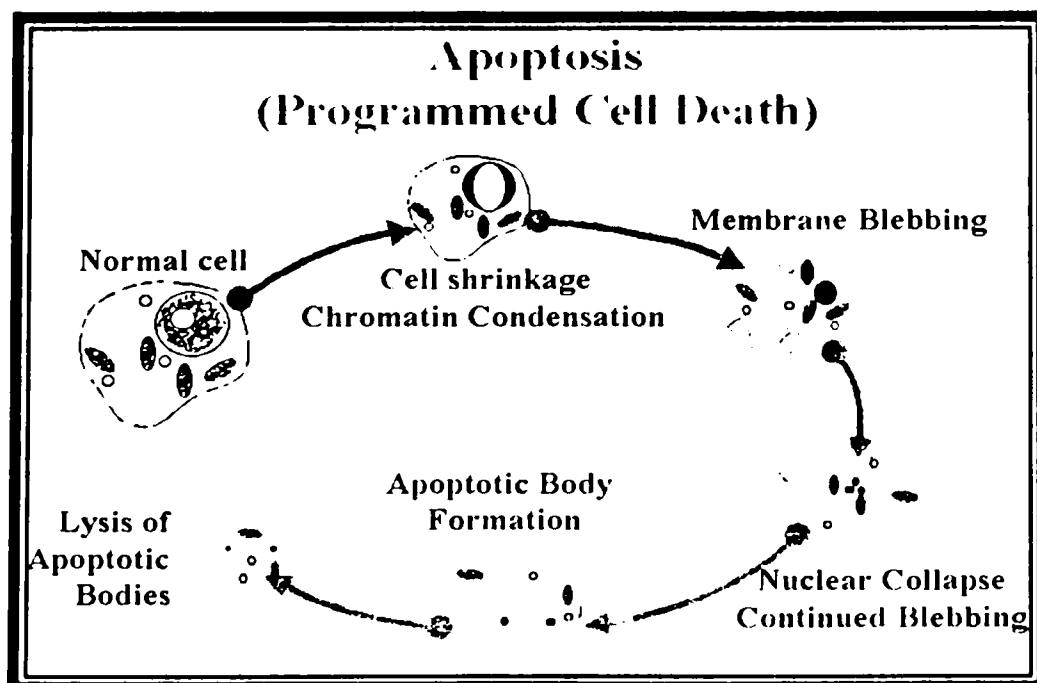 Apoptosis
(Programmed Cell Death)
Normal cell
Cell shrinkage
Chromatin Condensation
Membrane Blebbing
Nuclear Collapse
Continued Blebbing
Apoptotic Body
Formation
Lysis of
Apoptotic
Bodies